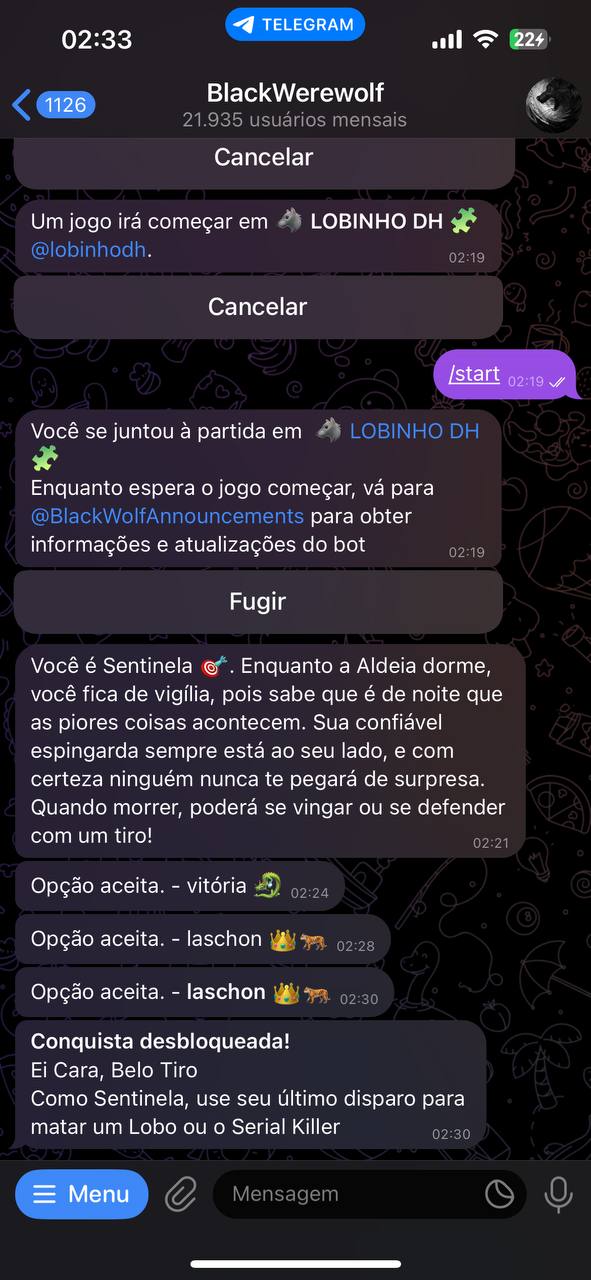 02:33
TELEGRAM
22
1126
BlackWerewolf
21.935 usuários mensais
Cancelar
Um jogo irá começar em 🐺 LOBINHO DH 🧩
@lobinhodh.
02:19
Cancelar
/start 02:19
Você se juntou à partida em 🐺 LOBINHO DH
🧩
Enquanto espera o jogo começar, vá para
@BlackWolfAnnouncements para obter
informações e atualizações do bot
02:19
Fugir
Você é Sentinela 🎯. Enquanto a Aldeia dorme,
você fica de vigília, pois sabe que é de noite que
as piores coisas acontecem. Sua confiável
espingarda sempre está ao seu lado, e com
certeza ninguém nunca te pegará de surpresa.
Quando morrer, poderá se vingar ou se defender
com um tiro!
02:21
Opção aceita. - vitória 🐉 02:24
Opção aceita. - laschon 👑🐅 02:28
Opção aceita. - laschon 👑🐅 02:30
Conquista desbloqueada!
Ei Cara, Belo Tiro
Como Sentinela, use seu último disparo para
matar um Lobo ou o Serial Killer
02:30
Menu
Mensagem